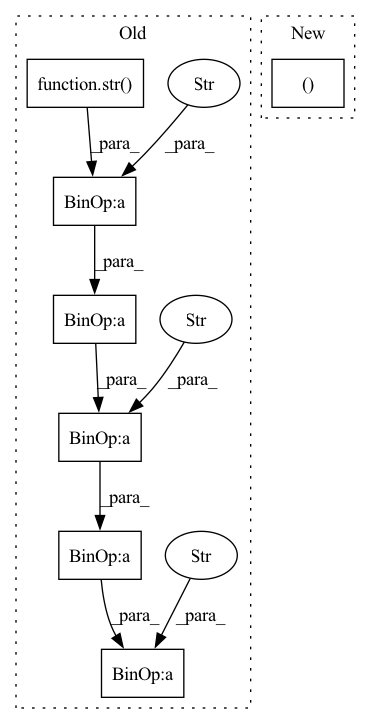 Old
New
function.str()
Str
()
_para_
_para_
BinOp:a
_para_
BinOp:a
Str
_para_
_para_
BinOp:a
_para_
BinOp:a
Str
_para_
_para_
BinOp:a